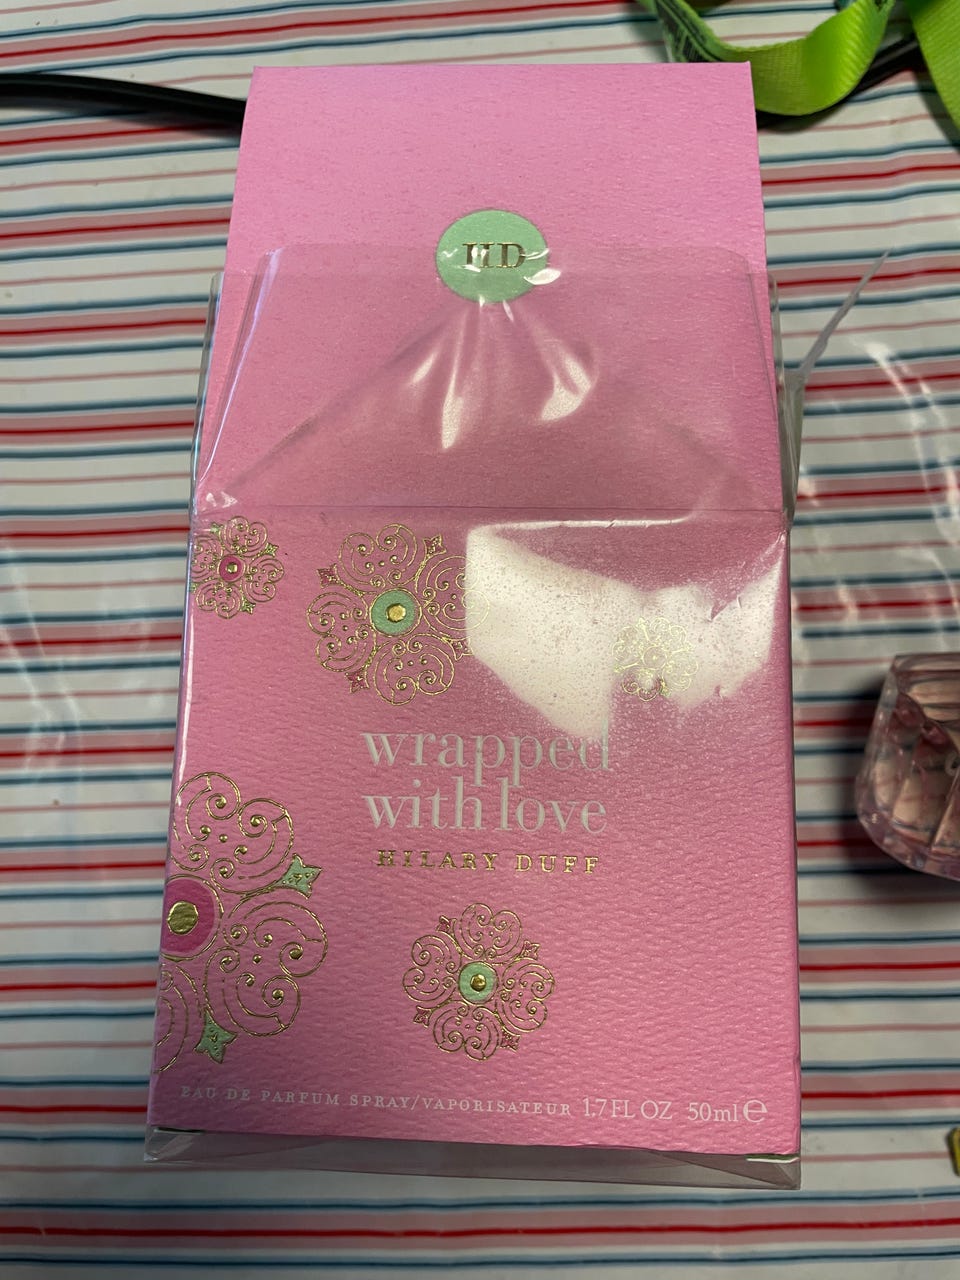 HD
wrapped
with love
HILARY DUFF
EAU DE PARFUM SPRAY/VAPORISATEUR 1.7 FL OZ 50ml ℮